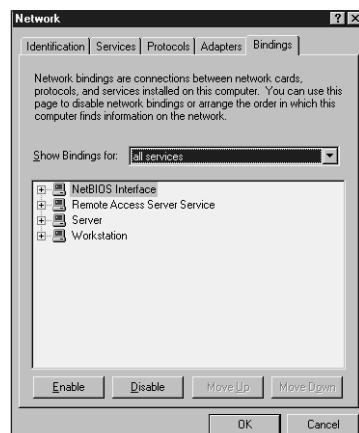 Network
Identification Services Protocols Adapters Bindings
Network bindings are connections between network cards,
protocols, and services installed on this computer. You can use this
page to disable network bindings or arrange the order in which this
computer finds information on the network.
Show Bindings for: all services
NetBIOS Interface
Remote Access Server Service
Server
Workstation
Enable Disable Move Up Move Down
OK Cancel